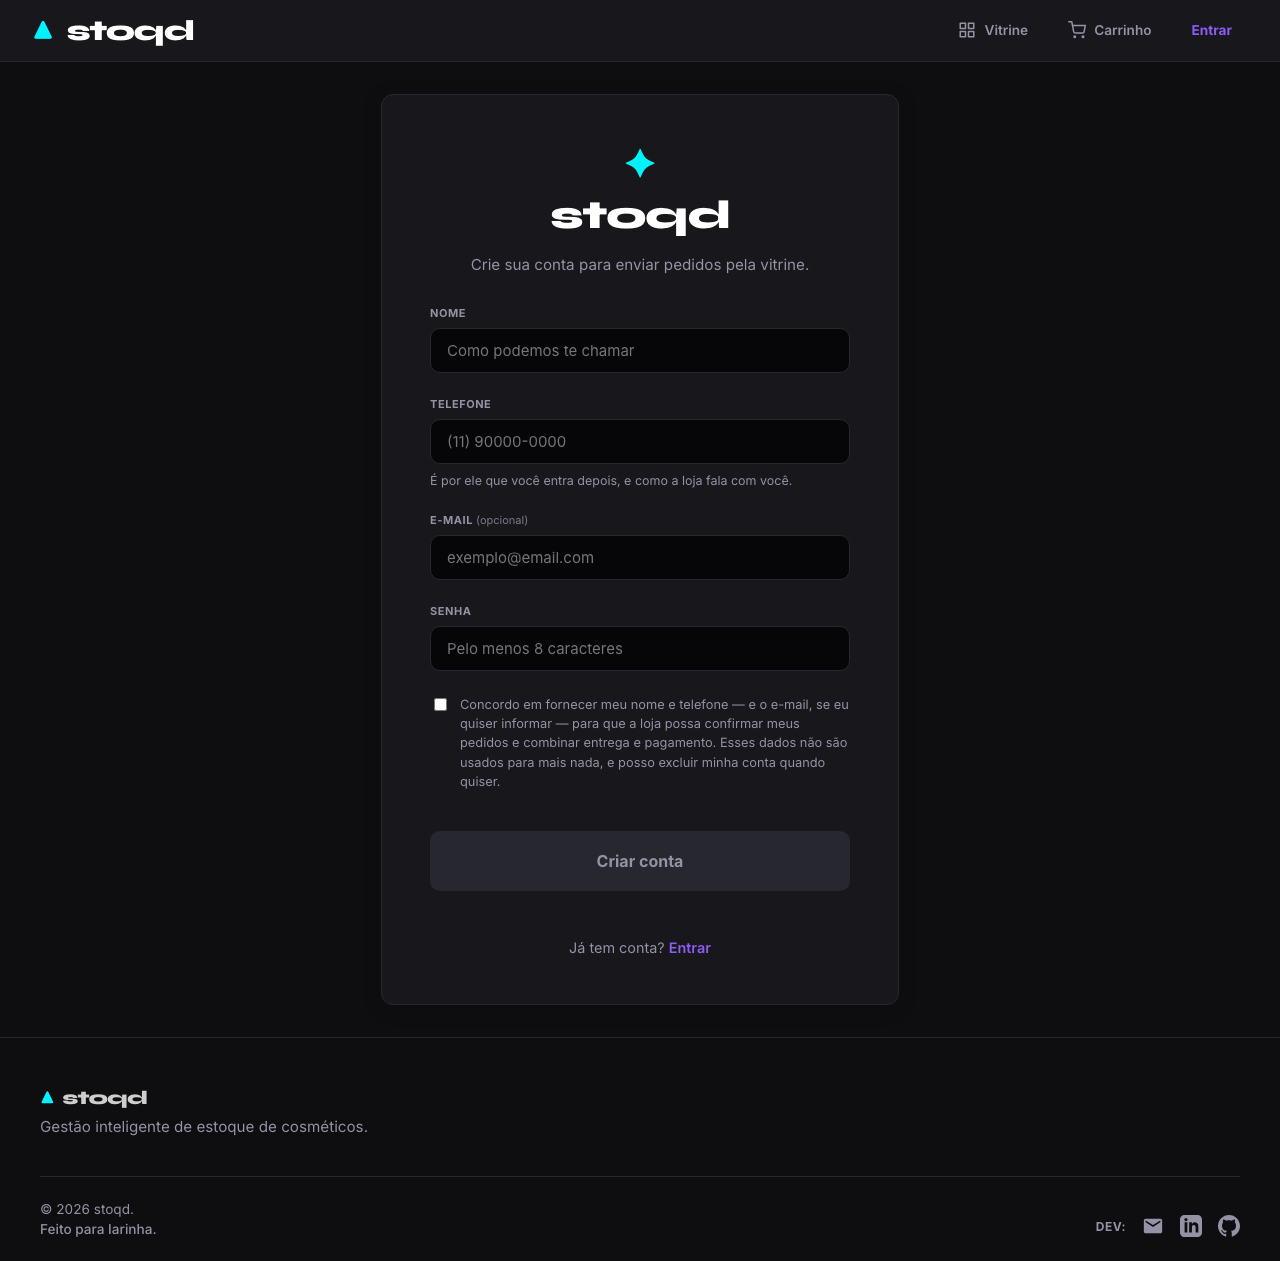 stoqd
Vitrine
Carrinho
Entrar
stoqd
Crie sua conta para enviar pedidos pela vitrine.
NOME
Como podemos te chamar
TELEFONE
(11) 90000-0000
É por ele que você entra depois, e como a loja fala com você.
E-MAIL (opcional)
exemplo@email.com
SENHA
Pelo menos 8 caracteres
Concordo em fornecer meu nome e telefone — e o e-mail, se eu
quiser informar — para que a loja possa confirmar meus
pedidos e combinar entrega e pagamento. Esses dados não são
usados para mais nada, e posso excluir minha conta quando
quiser.
Criar conta
Já tem conta? Entrar
stoqd
Gestão inteligente de estoque de cosméticos.
© 2026 stoqd.
Feito para larinha.
DEV: